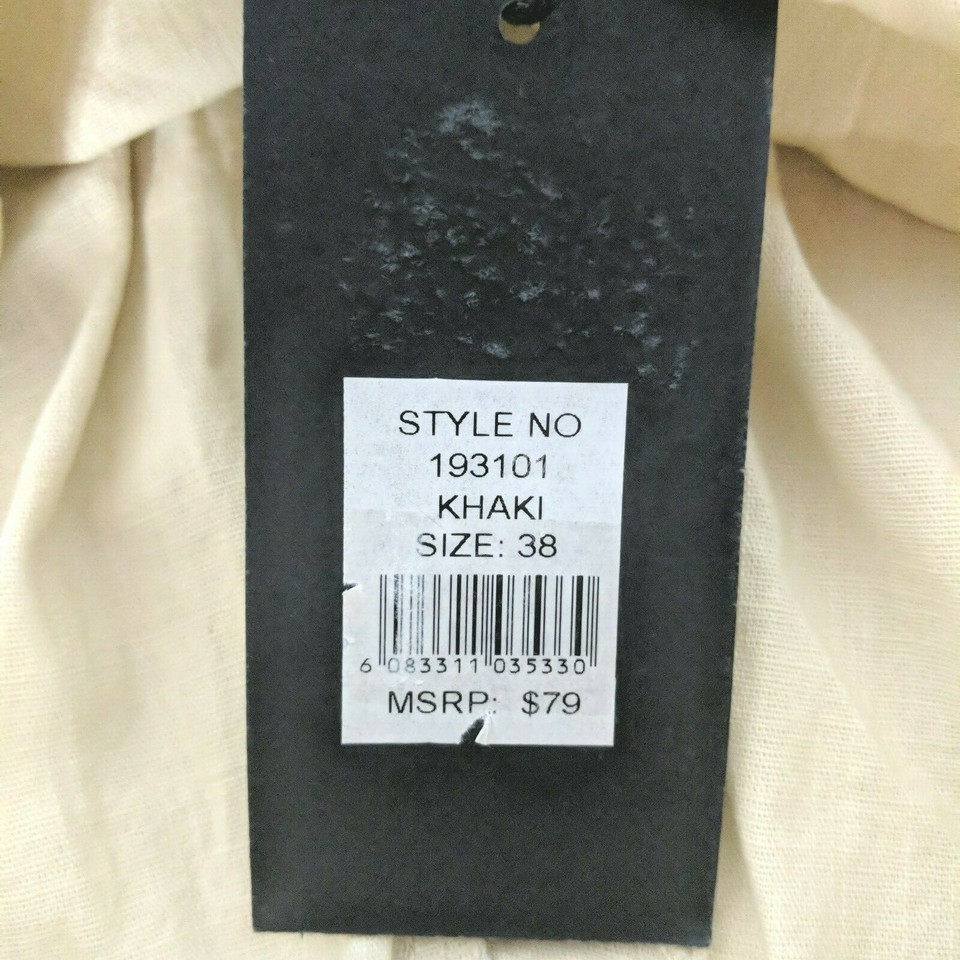 STYLE NO
193101
KHAKI
SIZE: 38
6 083311 035330
MSRP: $79